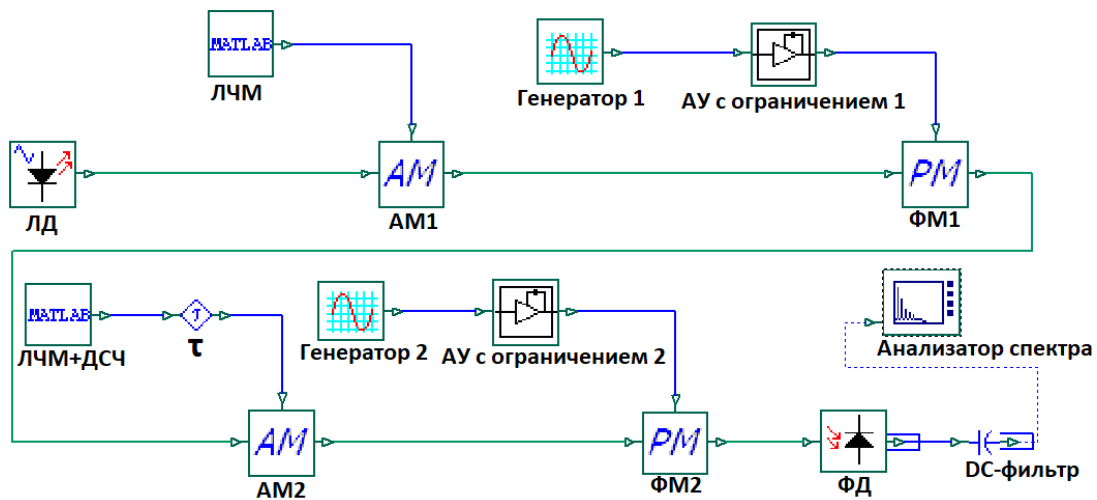 MATLAB
ЛЧМ
Генератор 1
АУ с ограничением 1
ЛД
AM
АМ1
PM
ФМ1
MATLAB
ЛЧМ+ДСЧ
T
τ
Генератор 2
АУ с ограничением 2
Анализатор спектра
AM
АМ2
PM
ФМ2
ФД
DC-фильтр